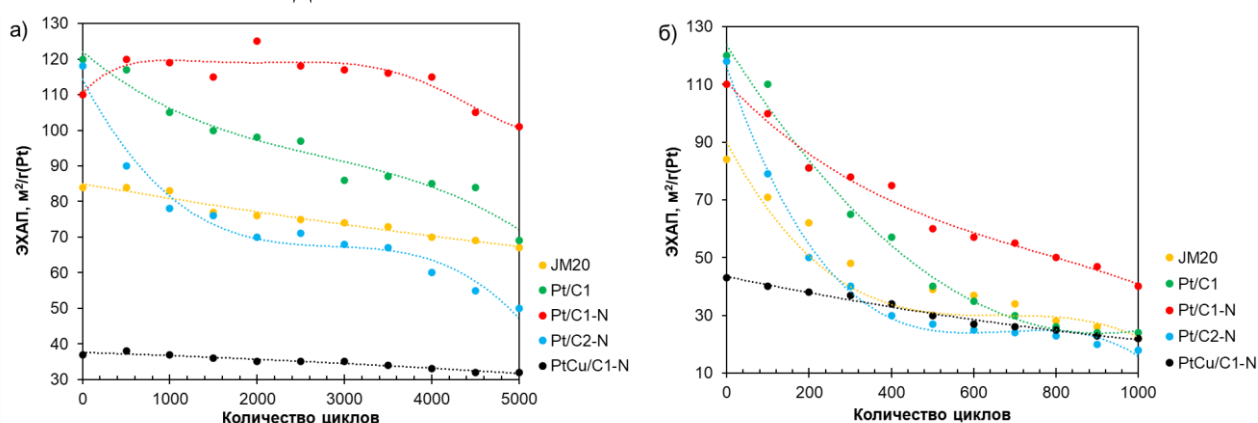 а)
ЭХАП, м²/г(Pt)
130
120
110
100
90
80
70
60
50
40
30
0 1000 2000 3000 4000 5000
Количество циклов
JM20
Pt/C1
Pt/C1-N
Pt/C2-N
PtCu/C1-N
б)
ЭХАП, м²/г(Pt)
130
110
90
70
50
30
10
0 200 400 600 800 1000
Количество циклов
JM20
Pt/C1
Pt/C1-N
Pt/C2-N
PtCu/C1-N